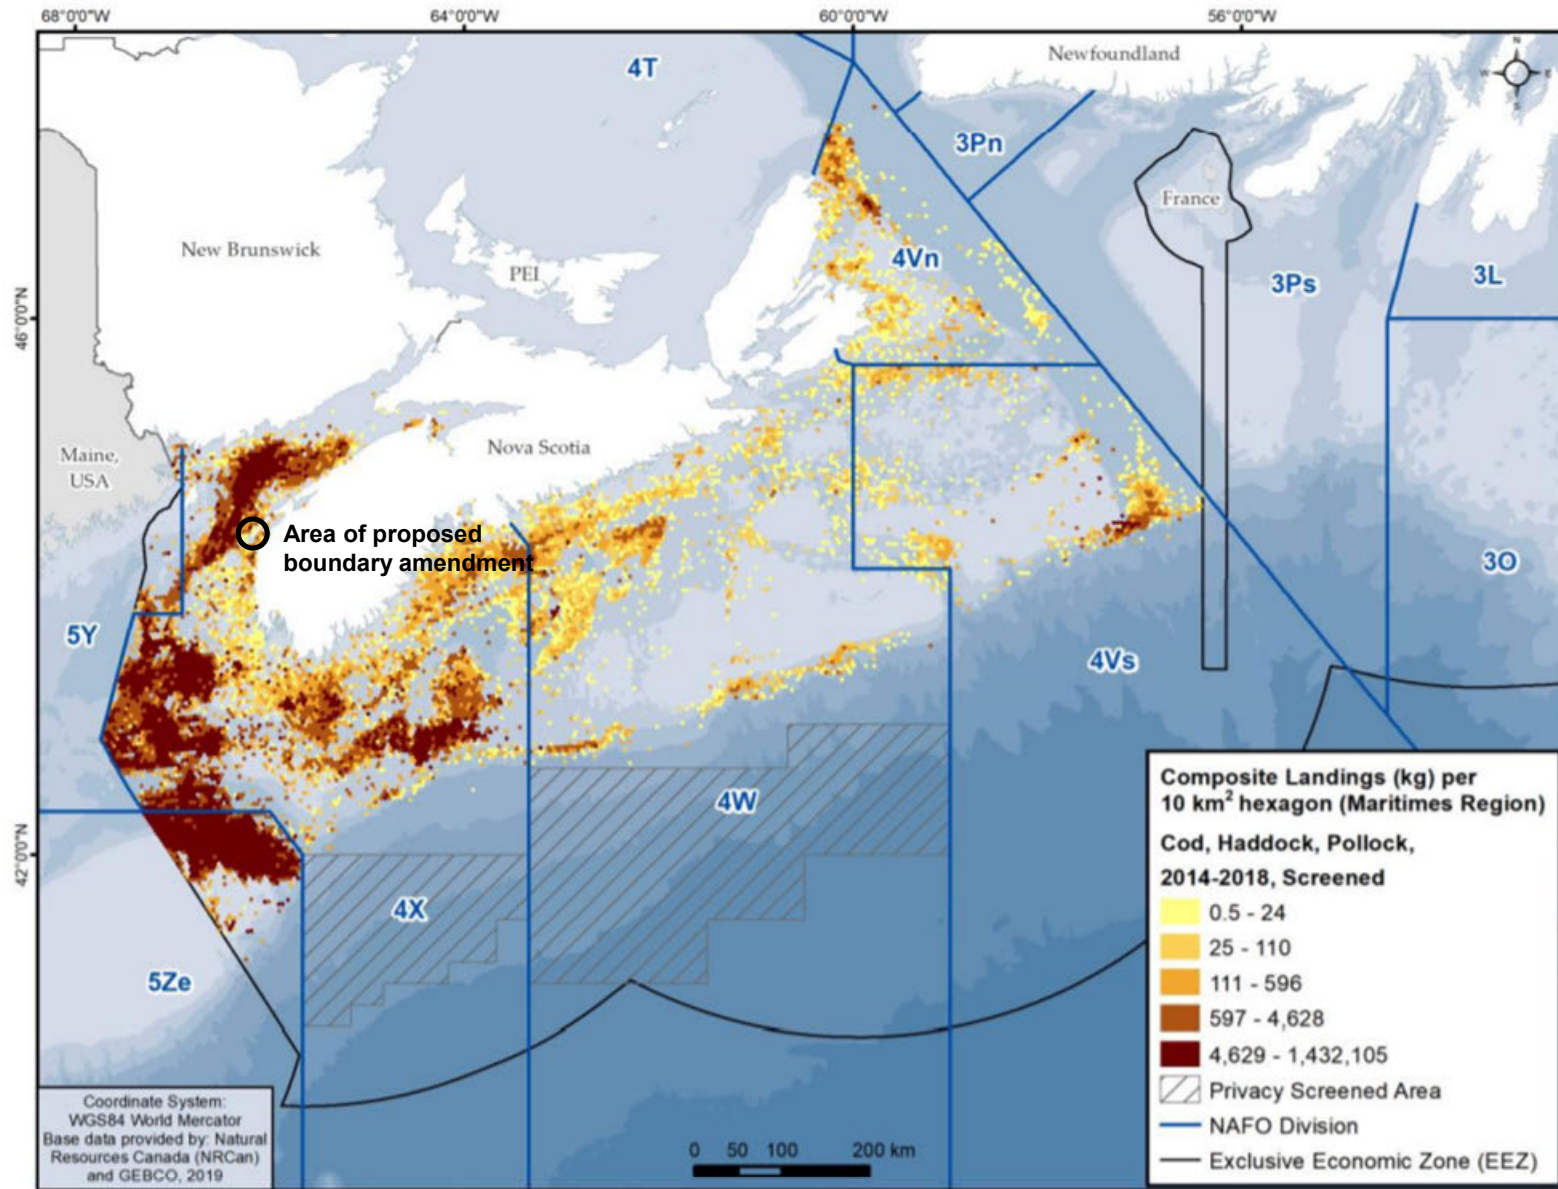 68°0'0"W
64°0'0"W
60°0'0"W
56°0'0"W
4T
Newfoundland
N
W
E
S
3Pn
France
New Brunswick
PEI
4Vn
3Ps
3L
46°0'0"N
Maine,
USA
Nova Scotia
Area of proposed
boundary amendment
3O
5Y
4Vs
4W
42°0'0"N
4X
5Ze
Composite Landings (kg) per
10 km² hexagon (Maritimes Region)
Cod, Haddock, Pollock,
2014-2018, Screened
0.5 - 24
25 - 110
111 - 596
597 - 4,628
4,629 - 1,432,105
Privacy Screened Area
NAFO Division
Exclusive Economic Zone (EEZ)
Coordinate System:
WGS84 World Mercator
Base data provided by: Natural
Resources Canada (NRCan)
and GEBCO, 2019
0 50 100 200 km